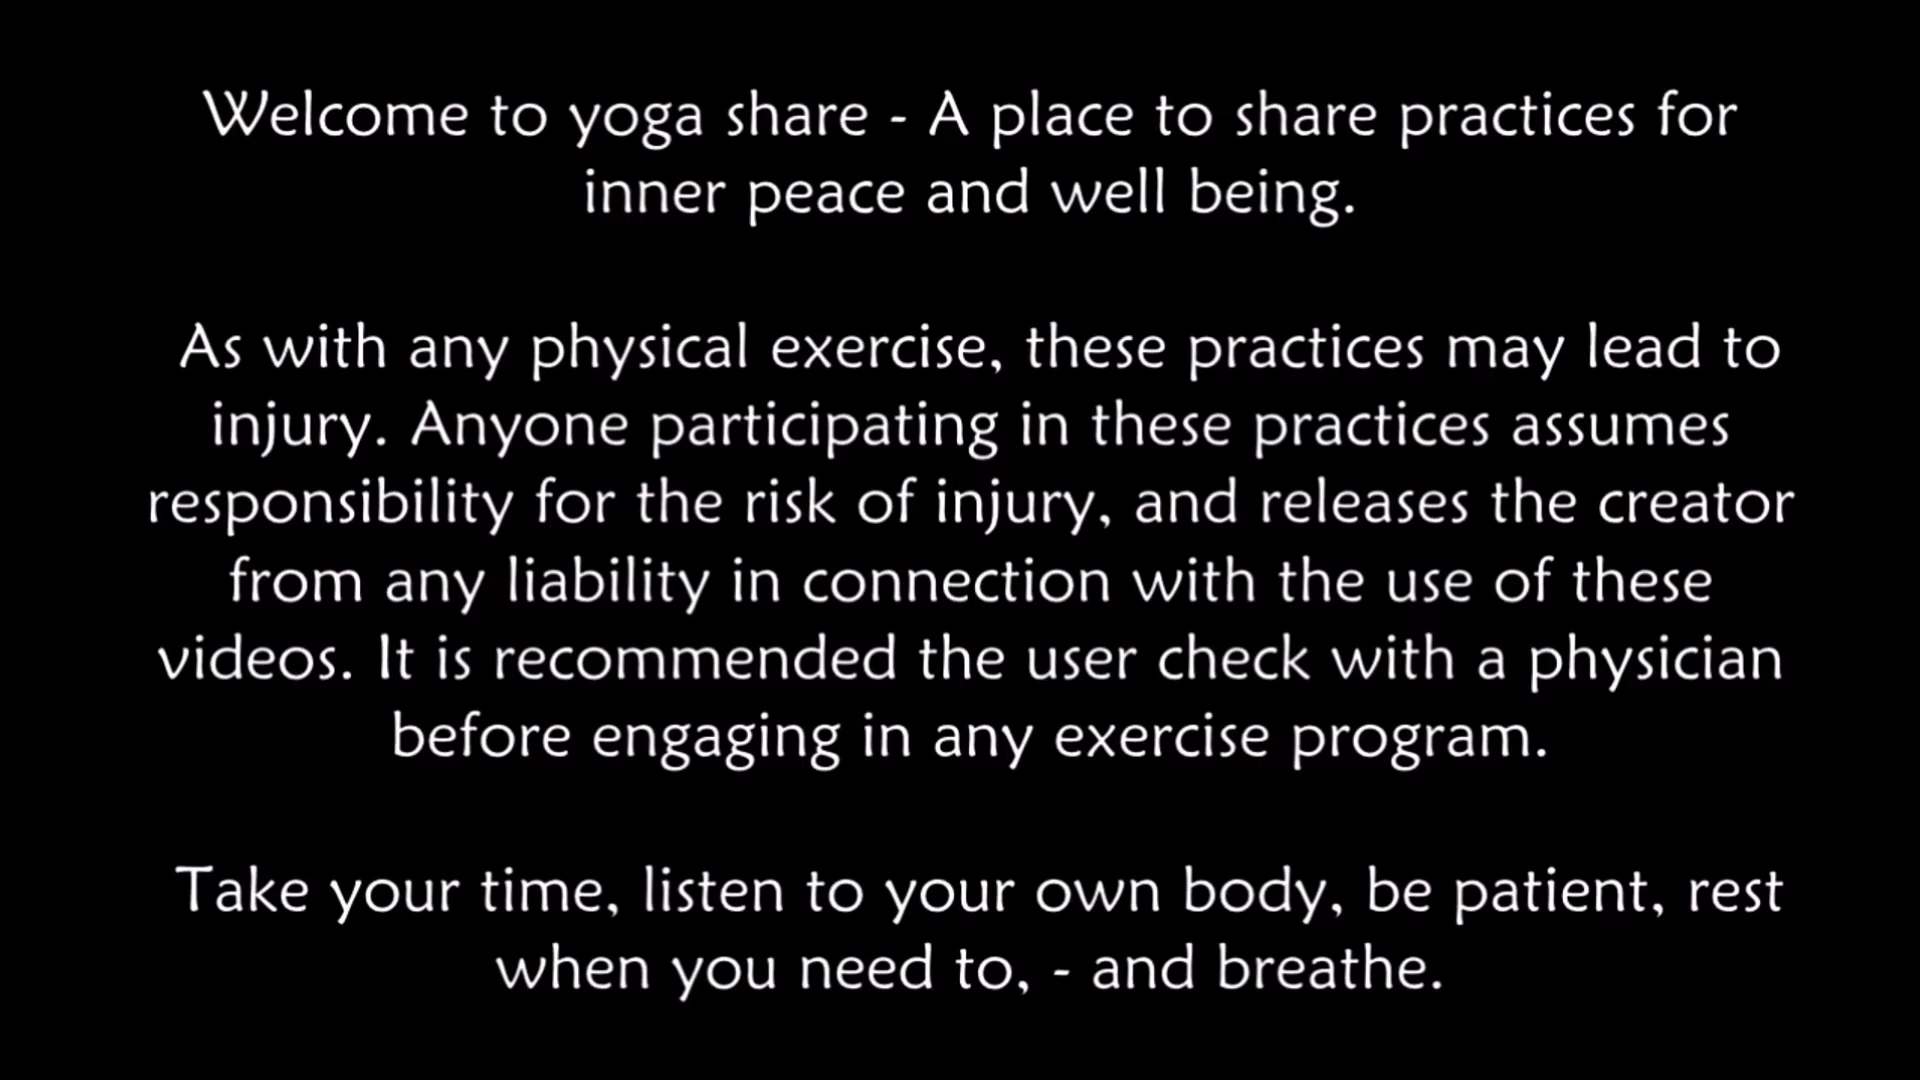 Welcome to yoga share - A place to share practices for
inner peace and well being.
As with any physical exercise, these practices may lead to
injury. Anyone participating in these practices assumes
responsibility for the risk of injury, and releases the creator
from any liability in connection with the use of these
videos. It is recommended the user check with a physician
before engaging in any exercise program.
Take your time, listen to your own body, be patient, rest
when you need to, - and breathe.